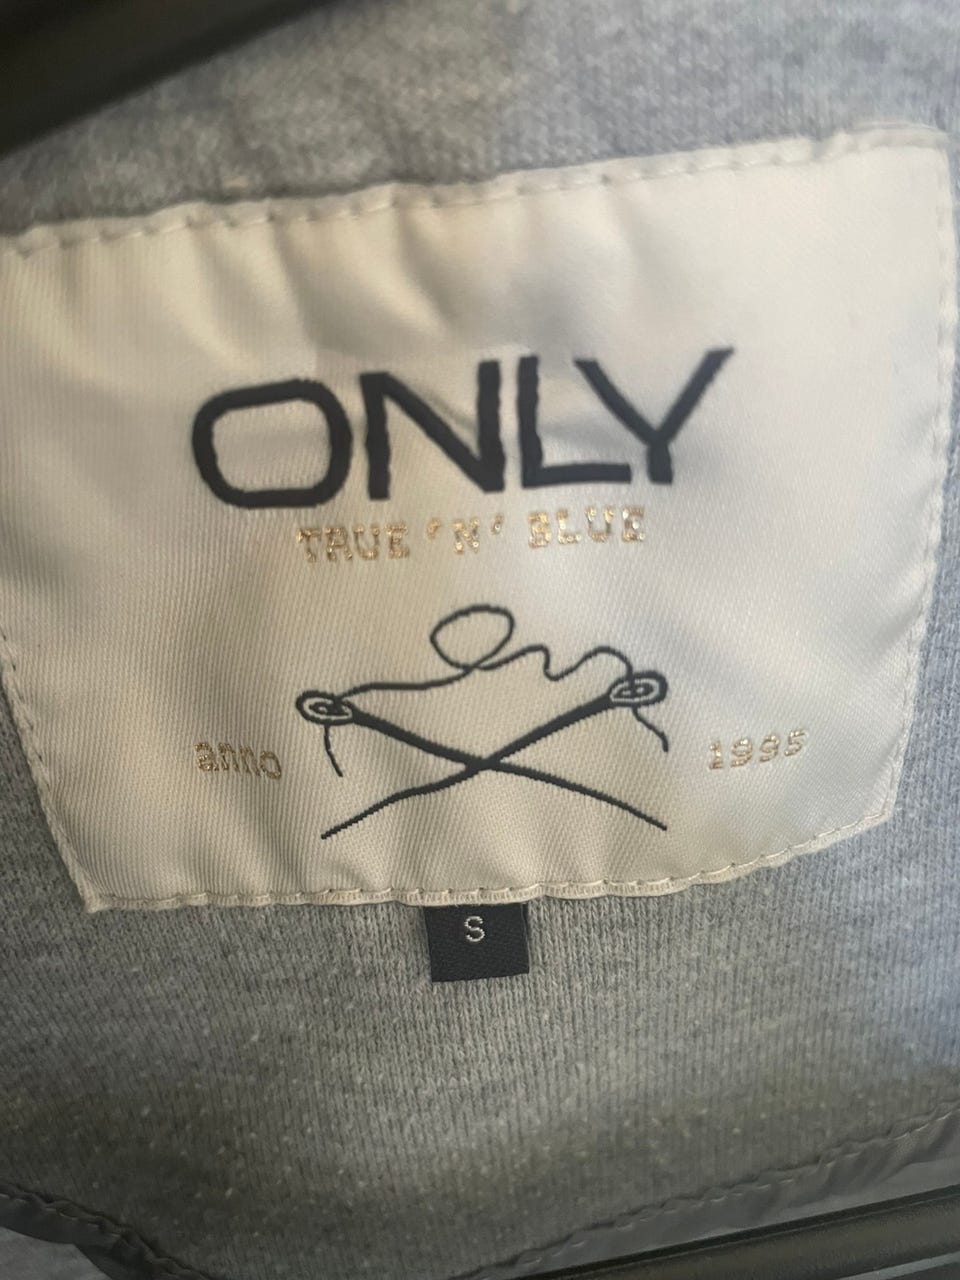 ONLY
TRUE 'N' BLUE
anno 1995
S